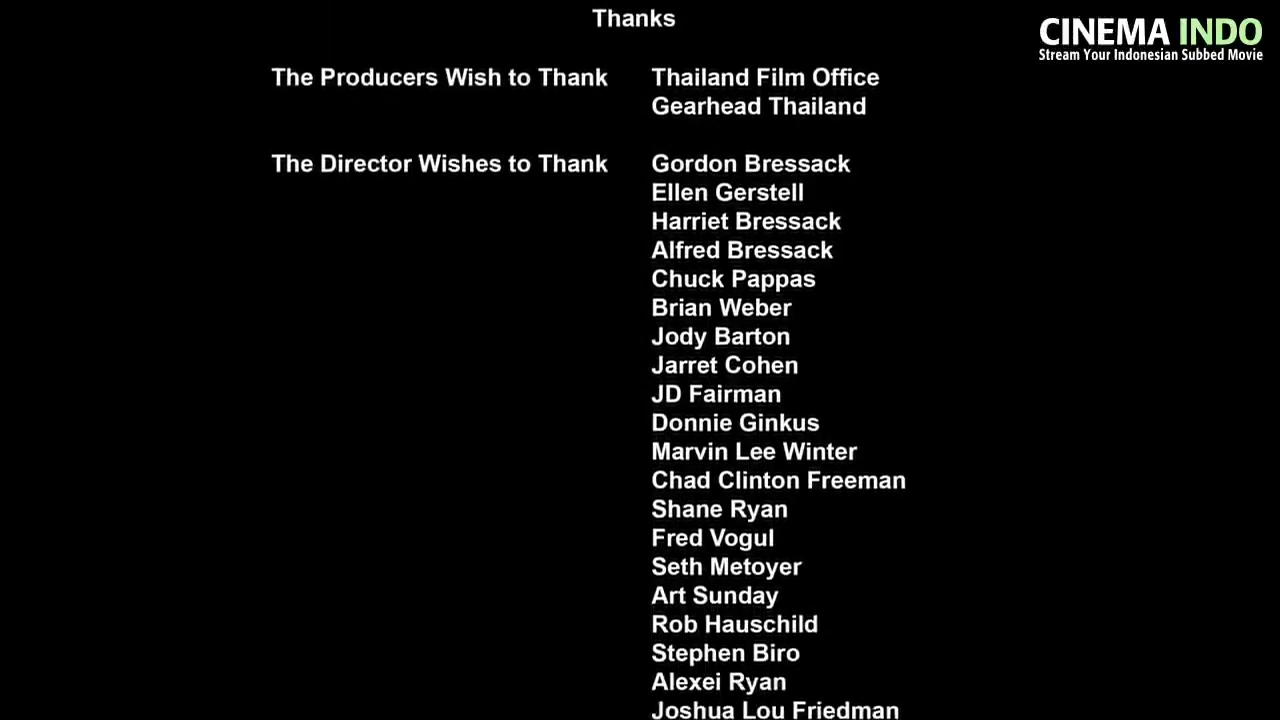 Thanks
CINEMA INDO
Stream Your Indonesian Subbed Movie
The Producers Wish to Thank Thailand Film Office
Gearhead Thailand
The Director Wishes to Thank Gordon Bressack
Ellen Gerstell
Harriet Bressack
Alfred Bressack
Chuck Pappas
Brian Weber
Jody Barton
Jarret Cohen
JD Fairman
Donnie Ginkus
Marvin Lee Winter
Chad Clinton Freeman
Shane Ryan
Fred Vogul
Seth Metoyer
Art Sunday
Rob Hauschild
Stephen Biro
Alexei Ryan
Joshua Lou Friedman